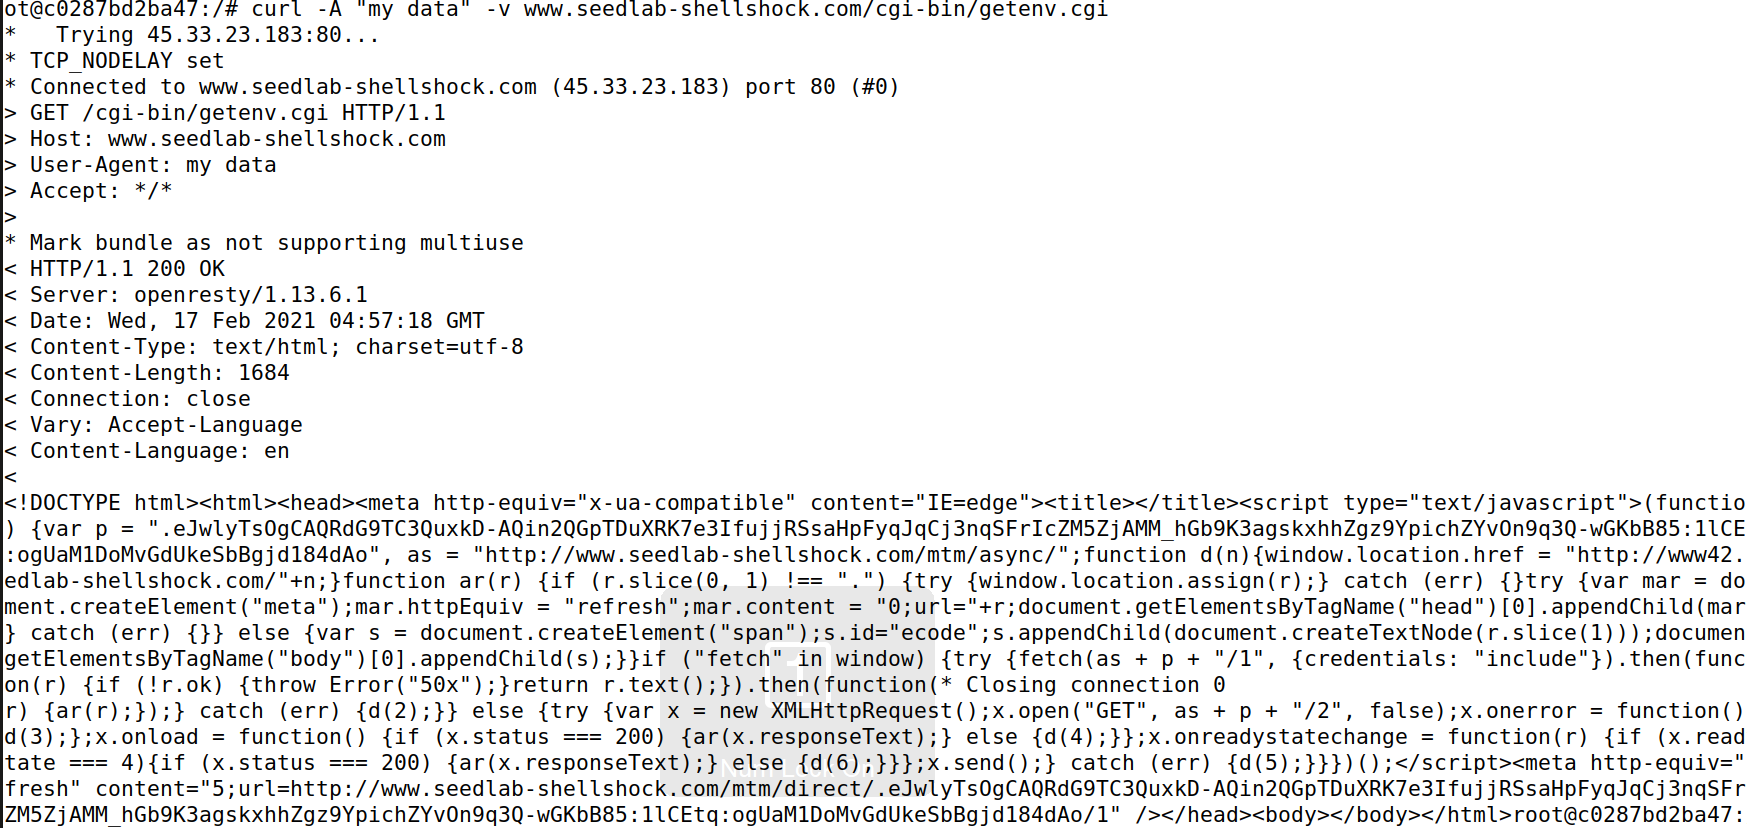 ot@c0287bd2ba47:/# curl -A "my data" -v www.seedlab-shellshock.com/cgi-bin/getenv.cgi
*   Trying 45.33.23.183:80...
* TCP_NODELAY set
* Connected to www.seedlab-shellshock.com (45.33.23.183) port 80 (#0)
> GET /cgi-bin/getenv.cgi HTTP/1.1
> Host: www.seedlab-shellshock.com
> User-Agent: my data
> Accept: */*
>
* Mark bundle as not supporting multiuse
< HTTP/1.1 200 OK
< Server: openresty/1.13.6.1
< Date: Wed, 17 Feb 2021 04:57:18 GMT
< Content-Type: text/html; charset=utf-8
< Content-Length: 1684
< Connection: close
< Vary: Accept-Language
< Content-Language: en
<
<!DOCTYPE html><html><head><meta http-equiv="x-ua-compatible" content="IE=edge"><title></title><script type="text/javascript">(functio
) {var p = ".eJwlyTsOgCAQRdG9TC3QuxkD-AQin2QGpTDuXRK7e3IfujjRSsaHpFyqJqCj3nqSFrIcZM5ZjAMM_hGb9K3agskxhhZgz9YpichZYvOn9q3Q-wGKbB85:1lCE
:ogUaM1DoMvGdUkeSbBgjd184dAo", as = "http://www.seedlab-shellshock.com/mtm/async/";function d(n){window.location.href = "http://www42.
edlab-shellshock.com/"+n;}function ar(r) {if (r.slice(0, 1) !== ".") {try {window.location.assign(r);} catch (err) {}try {var mar = do
ment.createElement("meta");mar.httpEquiv = "refresh";mar.content = "0;url="+r;document.getElementsByTagName("head")[0].appendChild(mar
} catch (err) {}} else {var s = document.createElement("span");s.id="ecode";s.appendChild(document.createTextNode(r.slice(1)));documen
getElementsByTagName("body")[0].appendChild(s);}}if ("fetch" in window) {try {fetch(as + p + "/1", {credentials: "include"}).then(func
on(r) {if (!r.ok) {throw Error("50x");}return r.text();}).then(function(* Closing connection 0
r) {ar(r);});} catch (err) {d(2);}} else {try {var x = new XMLHttpRequest();x.open("GET", as + p + "/2", false);x.onerror = function()
d(3);};x.onload = function() {if (x.status === 200) {ar(x.responseText);} else {d(4);}};x.onreadystatechange = function(r) {if (x.read
tate === 4){if (x.status === 200) {ar(x.responseText);} else {d(6);}}};x.send();} catch (err) {d(5);}}})();</script><meta http-equiv="
fresh" content="5;url=http://www.seedlab-shellshock.com/mtm/direct/.eJwlyTsOgCAQRdG9TC3QuxkD-AQin2QGpTDuXRK7e3IfujjRSsaHpFyqJqCj3nqSFr
ZM5ZjAMM_hGb9K3agskxhhZgz9YpichZYvOn9q3Q-wGKbB85:1lCEtq:ogUaM1DoMvGdUkeSbBgjd184dAo/1" /></head><body></body></html>root@c0287bd2ba47: